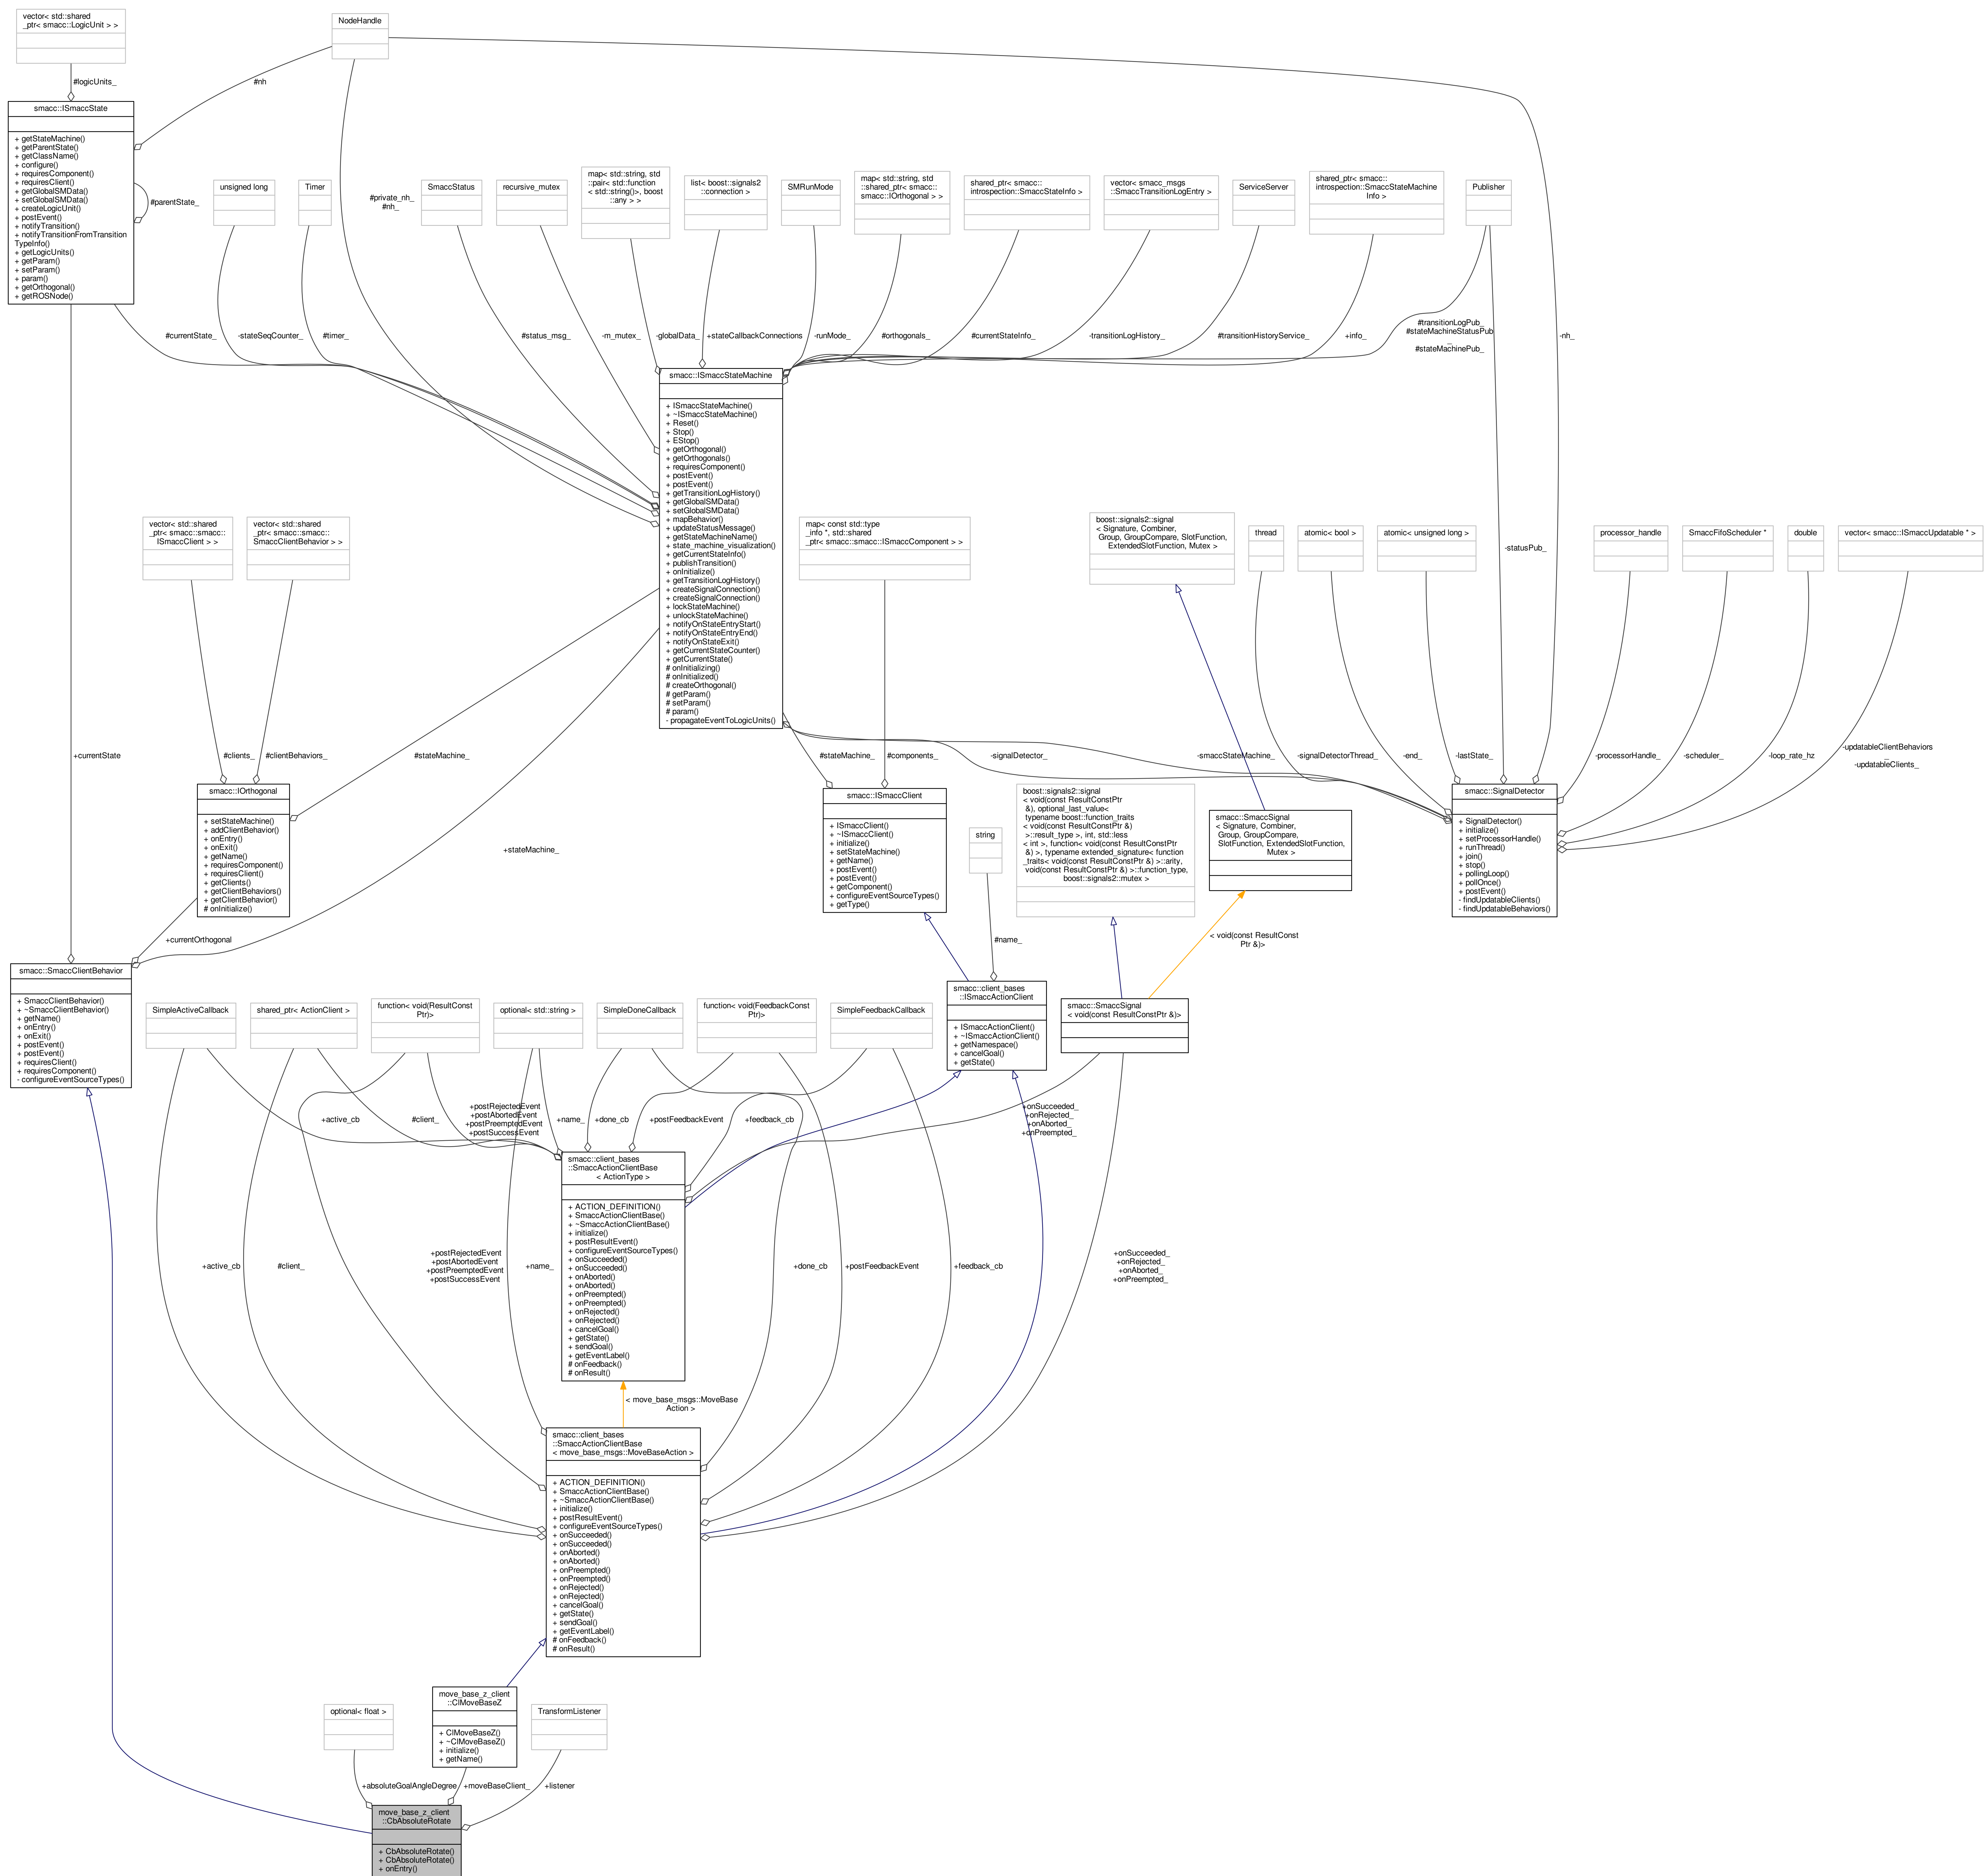 vector< std::shared
_ptr< smacc::LogicUnit > >
NodeHandle
#logicUnits_
#nh
smacc::ISmaccState
+ getStateMachine()
+ getParentState()
+ getClassName()
+ configure()
+ requiresComponent()
+ requiresClient()
+ getGlobalSMData()
+ setGlobalSMData()
+ createLogicUnit()
+ postEvent()
+ notifyTransition()
+ notifyTransitionFromTransition
TypeInfo()
+ getLogicUnits()
+ getParam()
+ setParam()
+ param()
+ getOrthogonal()
+ getROSNode()
#parentState_
unsigned long
Timer
#private_nh_
#nh_
SmaccStatus
recursive_mutex
map< std::string, std
::pair< std::function
< std::string()>, boost
::any > >
list< boost::signals2
::connection >
SMRunMode
map< std::string, std
::shared_ptr< smacc::
smacc::IOrthogonal > >
shared_ptr< smacc::
introspection::SmaccStateInfo >
vector< smacc_msgs
::SmaccTransitionLogEntry >
ServiceServer
shared_ptr< smacc::
introspection::SmaccStateMachine
Info >
Publisher
#currentState_
-stateSeqCounter_
#timer_
#status_msg_
-m_mutex_
-globalData_
+stateCallbackConnections
-runMode_
#orthogonals_
#currentStateInfo_
-transitionLogHistory_
#transitionHistoryService_
+info_
#transitionLogPub_
#stateMachineStatusPub
_
#stateMachinePub_
-nh_
smacc::ISmaccStateMachine
+ ISmaccStateMachine()
+ ~ISmaccStateMachine()
+ Reset()
+ Stop()
+ EStop()
+ getOrthogonal()
+ getOrthogonals()
+ requiresComponent()
+ postEvent()
+ postEvent()
+ getTransitionLogHistory()
+ getGlobalSMData()
+ setGlobalSMData()
+ mapBehavior()
+ updateStatusMessage()
+ getStateMachineName()
+ state_machine_visualization()
+ getCurrentStateInfo()
+ publishTransition()
+ onInitialize()
+ getTransitionLogHistory()
+ createSignalConnection()
+ createSignalConnection()
+ lockStateMachine()
+ unlockStateMachine()
+ notifyOnStateEntryStart()
+ notifyOnStateEntryEnd()
+ notifyOnStateExit()
+ getCurrentStateCounter()
+ getCurrentState()
# onInitializing()
# onInitialized()
# createOrthogonal()
# getParam()
# setParam()
# param()
- propagateEventToLogicUnits()
vector< std::shared
_ptr< smacc::smacc::
ISmaccClient > >
vector< std::shared
_ptr< smacc::smacc::
SmaccClientBehavior > >
map< const std::type
_info *, std::shared
_ptr< smacc::smacc::ISmaccComponent > >
boost::signals2::signal
< Signature, Combiner,
Group, GroupCompare, SlotFunction,
ExtendedSlotFunction, Mutex >
thread
atomic< bool >
atomic< unsigned long >
-statusPub_
processor_handle
SmaccFifoScheduler *
double
vector< smacc::ISmaccUpdatable * >
+currentState
#clients_
#clientBehaviors_
#stateMachine_
#stateMachine_
#components_
-signalDetector_
-smaccStateMachine_
-signalDetectorThread_
-end_
-lastState_
-processorHandle_
-scheduler_
-loop_rate_hz
-updatableClientBehaviors
_
-updatableClients_
smacc::IOrthogonal
+ setStateMachine()
+ addClientBehavior()
+ onEntry()
+ onExit()
+ getName()
+ requiresComponent()
+ requiresClient()
+ getClients()
+ getClientBehaviors()
+ getClientBehavior()
# onInitialize()
+stateMachine_
smacc::ISmaccClient
+ ISmaccClient()
+ ~ISmaccClient()
+ initialize()
+ setStateMachine()
+ getName()
+ postEvent()
+ postEvent()
+ getComponent()
+ configureEventSourceTypes()
+ getType()
string
boost::signals2::signal
< void(const ResultConstPtr
&), optional_last_value<
typename boost::function_traits
< void(const ResultConstPtr &)
>::result_type >, int, std::less
< int >, function< void(const ResultConstPtr
&) >, typename extended_signature< function
_traits< void(const ResultConstPtr &) >::arity,
void(const ResultConstPtr &) >::function_type,
boost::signals2::mutex >
smacc::SmaccSignal
< Signature, Combiner,
Group, GroupCompare,
SlotFunction, ExtendedSlotFunction,
Mutex >
smacc::SignalDetector
+ SignalDetector()
+ initialize()
+ setProcessorHandle()
+ runThread()
+ join()
+ stop()
+ pollingLoop()
+ pollOnce()
+ postEvent()
- findUpdatableClients()
- findUpdatableBehaviors()
+currentOrthogonal
#name_
< void(const ResultConst
Ptr &)>
smacc::SmaccClientBehavior
+ SmaccClientBehavior()
+ ~SmaccClientBehavior()
+ getName()
+ onEntry()
+ onExit()
+ postEvent()
+ postEvent()
+ requiresClient()
+ requiresComponent()
- configureEventSourceTypes()
SimpleActiveCallback
shared_ptr< ActionClient >
function< void(ResultConst
Ptr)>
optional< std::string >
SimpleDoneCallback
function< void(FeedbackConst
Ptr)>
SimpleFeedbackCallback
smacc::client_bases
::ISmaccActionClient
+ ISmaccActionClient()
+ ~ISmaccActionClient()
+ getNamespace()
+ cancelGoal()
+ getState()
smacc::SmaccSignal
< void(const ResultConstPtr &)>
+active_cb
#client_
+postRejectedEvent
+postAbortedEvent
+postPreemptedEvent
+postSuccessEvent
+name_
+done_cb
+postFeedbackEvent
+feedback_cb
+onSucceeded_
+onRejected_
+onAborted_
+onPreempted_
smacc::client_bases
::SmaccActionClientBase
< ActionType >
+ ACTION_DEFINITION()
+ SmaccActionClientBase()
+ ~SmaccActionClientBase()
+ initialize()
+ postResultEvent()
+ configureEventSourceTypes()
+ onSucceeded()
+ onSucceeded()
+ onAborted()
+ onAborted()
+ onPreempted()
+ onPreempted()
+ onRejected()
+ onRejected()
+ cancelGoal()
+ getState()
+ sendGoal()
+ getEventLabel()
# onFeedback()
# onResult()
+active_cb
#client_
+postRejectedEvent
+postAbortedEvent
+postPreemptedEvent
+postSuccessEvent
+name_
+done_cb
+postFeedbackEvent
+feedback_cb
+onSucceeded_
+onRejected_
+onAborted_
+onPreempted_
< move_base_msgs::MoveBase
Action >
smacc::client_bases
::SmaccActionClientBase
< move_base_msgs::MoveBaseAction >
+ ACTION_DEFINITION()
+ SmaccActionClientBase()
+ ~SmaccActionClientBase()
+ initialize()
+ postResultEvent()
+ configureEventSourceTypes()
+ onSucceeded()
+ onSucceeded()
+ onAborted()
+ onAborted()
+ onPreempted()
+ onPreempted()
+ onRejected()
+ onRejected()
+ cancelGoal()
+ getState()
+ sendGoal()
+ getEventLabel()
# onFeedback()
# onResult()
optional< float >
move_base_z_client
::ClMoveBaseZ
+ ClMoveBaseZ()
+ ~ClMoveBaseZ()
+ initialize()
+ getName()
TransformListener
+absoluteGoalAngleDegree
+moveBaseClient_
+listener
move_base_z_client
::CbAbsoluteRotate
+ CbAbsoluteRotate()
+ CbAbsoluteRotate()
+ onEntry()